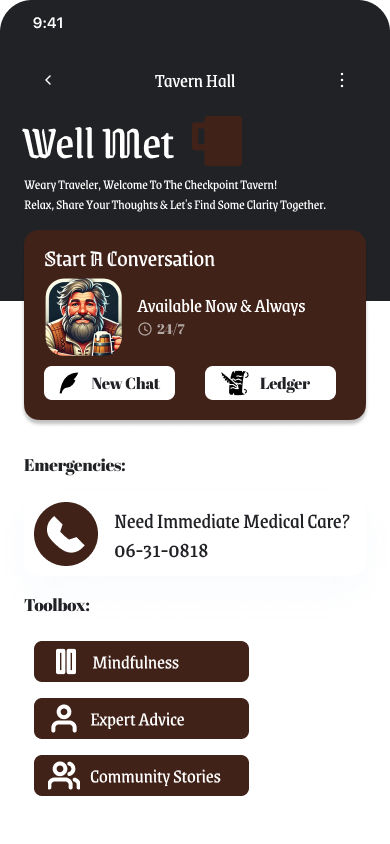 9:41
Tavern Hall
Well Met
Weary Traveler, Welcome To The Checkpoint Tavern!
Relax, Share Your Thoughts & Let's Find Some Clarity Together.
Start A Conversation
Available Now & Always
24/7
New Chat
Ledger
Emergencies:
Need Immediate Medical Care?
06-31-0818
Toolbox:
Mindfulness
Expert Advice
Community Stories